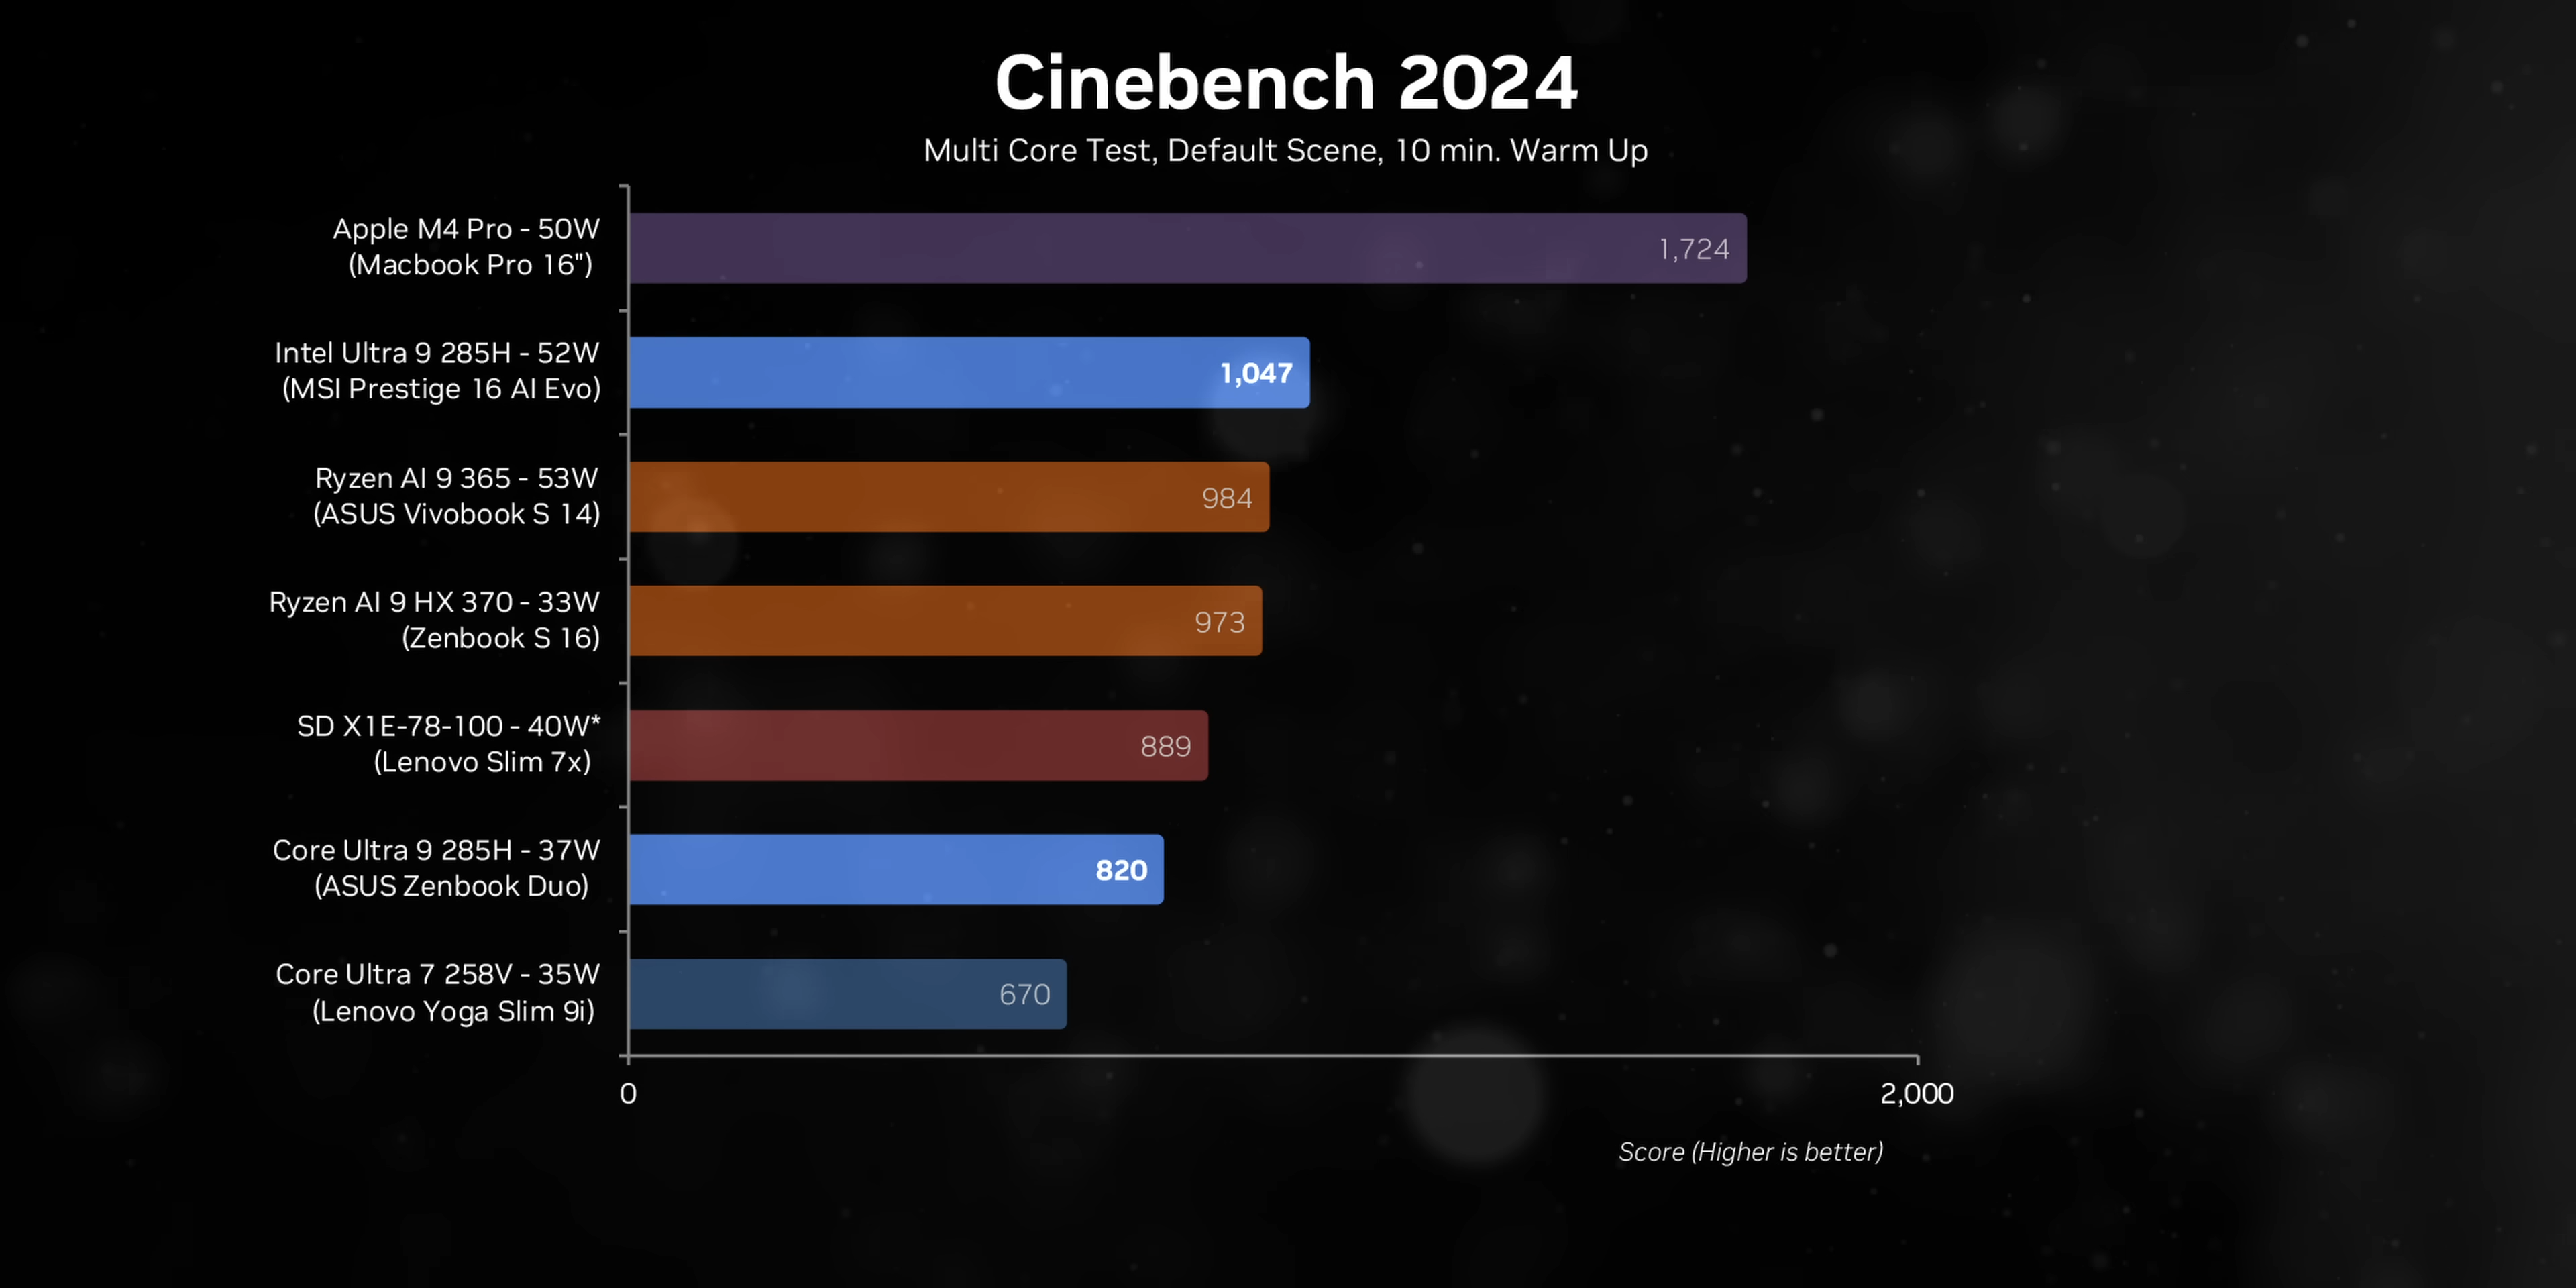 Cinebench 2024
Multi Core Test, Default Scene, 10 min. Warm Up
Apple M4 Pro - 50W
(Macbook Pro 16")
1,724
Intel Ultra 9 285H - 52W
(MSI Prestige 16 AI Evo)
1,047
Ryzen AI 9 365 - 53W
(ASUS Vivobook S 14)
984
Ryzen AI 9 HX 370 - 33W
(Zenbook S 16)
973
SD X1E-78-100 - 40W*
(Lenovo Slim 7x)
889
Core Ultra 9 285H - 37W
(ASUS Zenbook Duo)
820
Core Ultra 7 258V - 35W
(Lenovo Yoga Slim 9i)
670
0
2,000
Score (Higher is better)